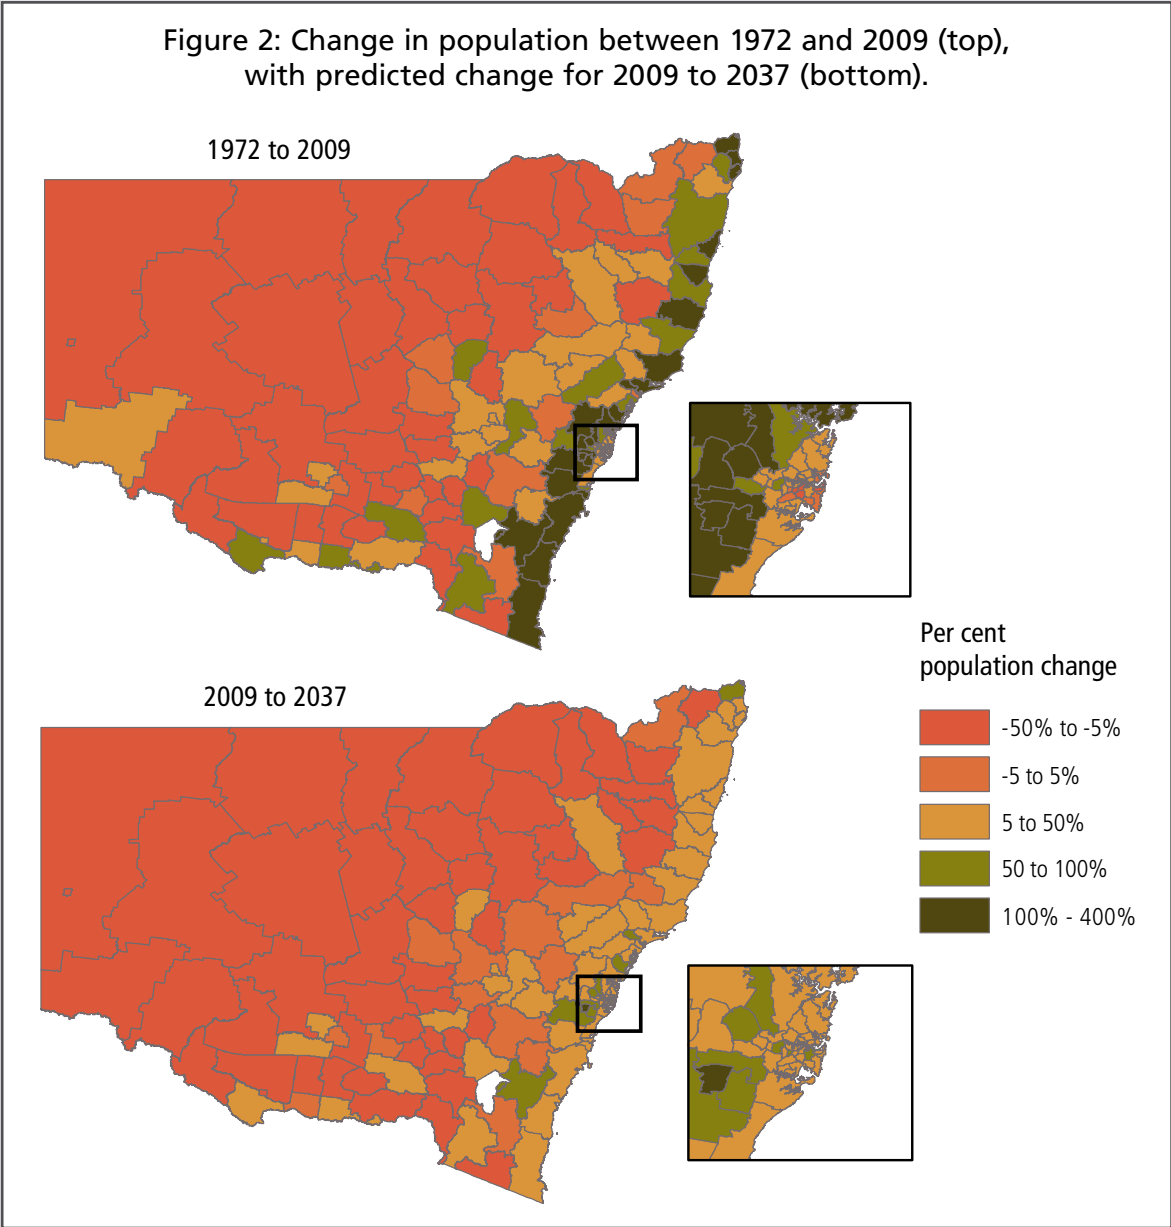 Figure 2: Change in population between 1972 and 2009 (top),
with predicted change for 2009 to 2037 (bottom).
1972 to 2009
Per cent
population change
2009 to 2037
-50% to -5%
-5 to 5%
5 to 50%
50 to 100%
100% - 400%